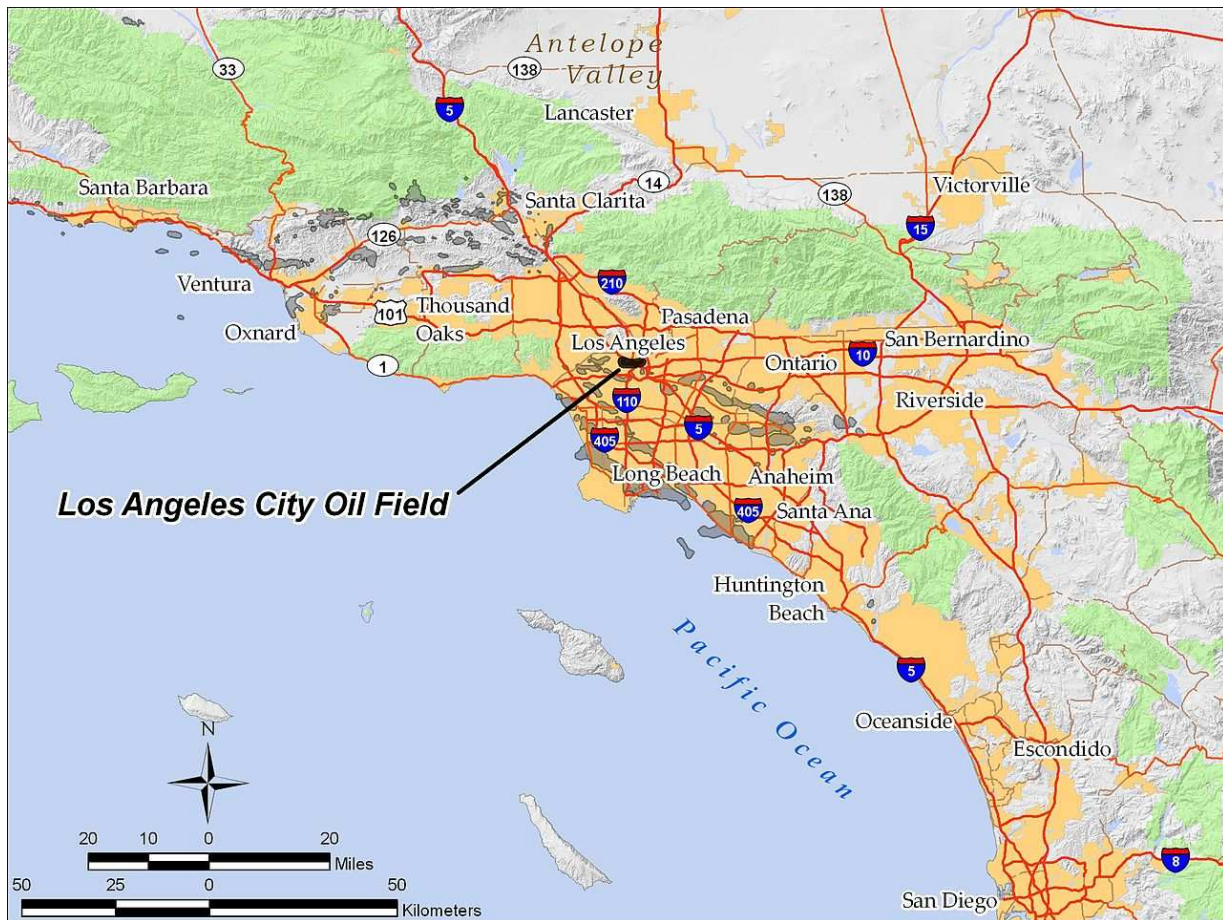 Antelope
Valley
33
138
5
Lancaster
Santa Barbara
14
138
Victorville
Santa Clarita
15
126
Ventura
210
101
Thousand
Oaks
Pasadena
Oxnard
Los Angeles
San Bernardino
1
Ontario
10
110
Riverside
5
405
Long Beach
Anaheim
Los Angeles City Oil Field
405
Santa Ana
Huntington
Beach
Pacific Ocean
5
Oceanside
Escondido
N
20 10 0 20
Miles
50 25 0 50
Kilometers
8
San Diego